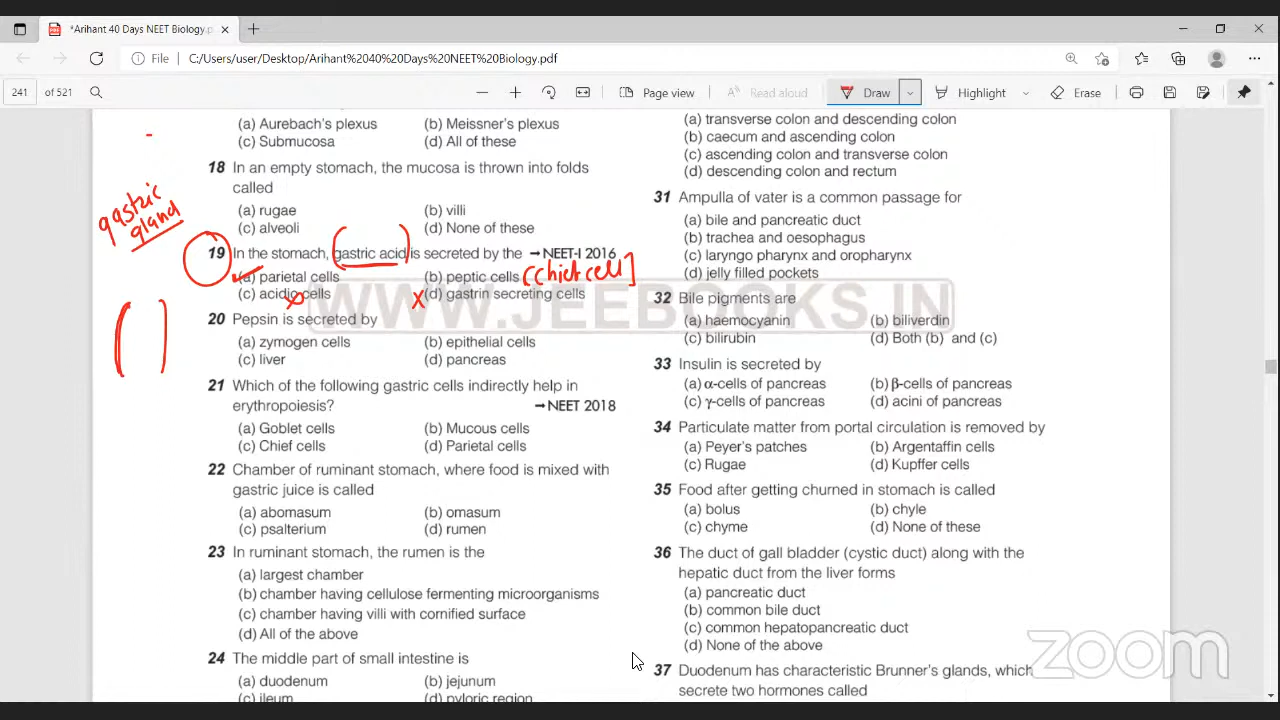 *Arihant 40 Days NEET Biology.p
File
C:/Users/user/Desktop/Arihant%2040%20Days%20NEET%20Biology.pdf
241 of 521
Page view
Read aloud
Draw
Highlight
Erase
(a) Aurebach's plexus (b) Meissner's plexus
(c) Submucosa (d) All of these
18 In an empty stomach, the mucosa is thrown into folds
called
(a) rugae (b) villi
(c) alveoli (d) None of these
gastric
gland
19 In the stomach, gastric acid is secreted by the → NEET-I 2016
(a) parietal cells (b) peptic cells (chief cell]
(c) acidic cells (d) gastrin secreting cells
20 Pepsin is secreted by
(a) zymogen cells (b) epithelial cells
(c) liver (d) pancreas
21 Which of the following gastric cells indirectly help in
erythropoiesis? → NEET 2018
(a) Goblet cells (b) Mucous cells
(c) Chief cells (d) Parietal cells
22 Chamber of ruminant stomach, where food is mixed with
gastric juice is called
(a) abomasum (b) omasum
(c) psalterium (d) rumen
23 In ruminant stomach, the rumen is the
(a) largest chamber
(b) chamber having cellulose fermenting microorganisms
(c) chamber having villi with cornified surface
(d) All of the above
24 The middle part of small intestine is
(a) duodenum (b) jejunum
(c) ileum (d) pyloric region
(a) transverse colon and descending colon
(b) caecum and ascending colon
(c) ascending colon and transverse colon
(d) descending colon and rectum
31 Ampulla of vater is a common passage for
(a) bile and pancreatic duct
(b) trachea and oesophagus
(c) laryngo pharynx and oropharynx
(d) jelly filled pockets
32 Bile pigments are
(a) haemocyanin (b) biliverdin
(c) bilirubin (d) Both (b) and (c)
33 Insulin is secreted by
(a) α-cells of pancreas (b) β-cells of pancreas
(c) γ-cells of pancreas (d) acini of pancreas
34 Particulate matter from portal circulation is removed by
(a) Peyer's patches (b) Argentaffin cells
(c) Rugae (d) Kupffer cells
35 Food after getting churned in stomach is called
(a) bolus (b) chyle
(c) chyme (d) None of these
36 The duct of gall bladder (cystic duct) along with the
hepatic duct from the liver forms
(a) pancreatic duct
(b) common bile duct
(c) common hepatopancreatic duct
(d) None of the above
37 Duodenum has characteristic Brunner's glands, which
secrete two hormones called
WWW.JEEBOOKS.IN
zoom